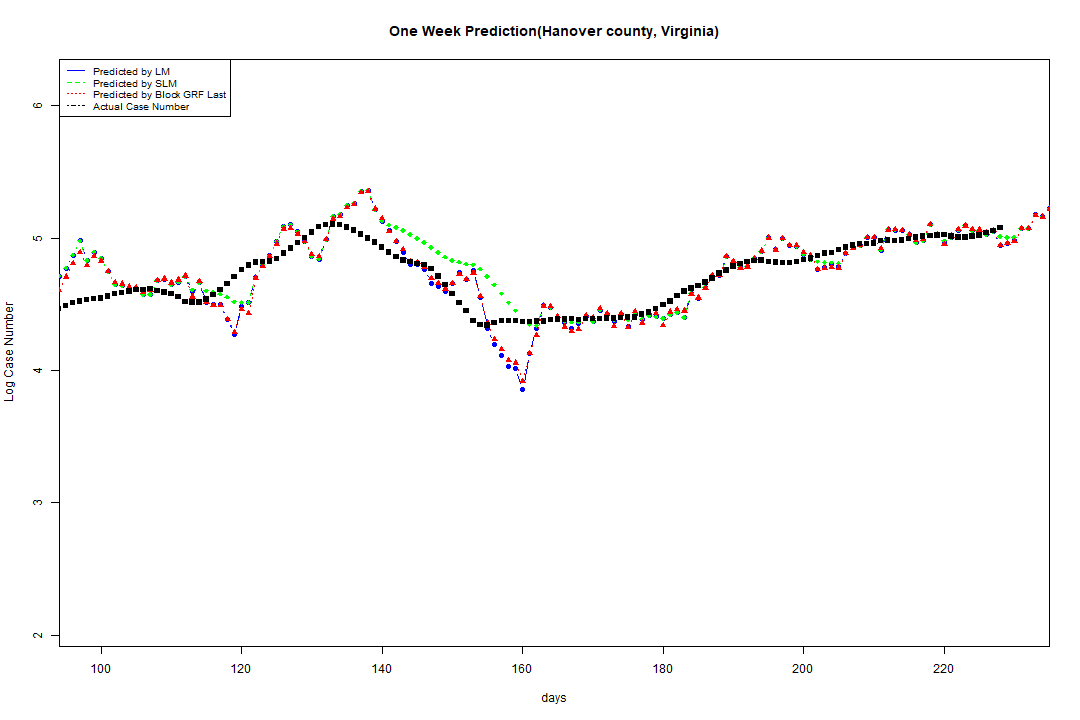 One Week Prediction(Hanover county, Virginia)
Predicted by LM
Predicted by SLM
Predicted by Block GRF Last
Actual Case Number
Log Case Number
6
5
4
3
2
100 120 140 160 180 200 220
days